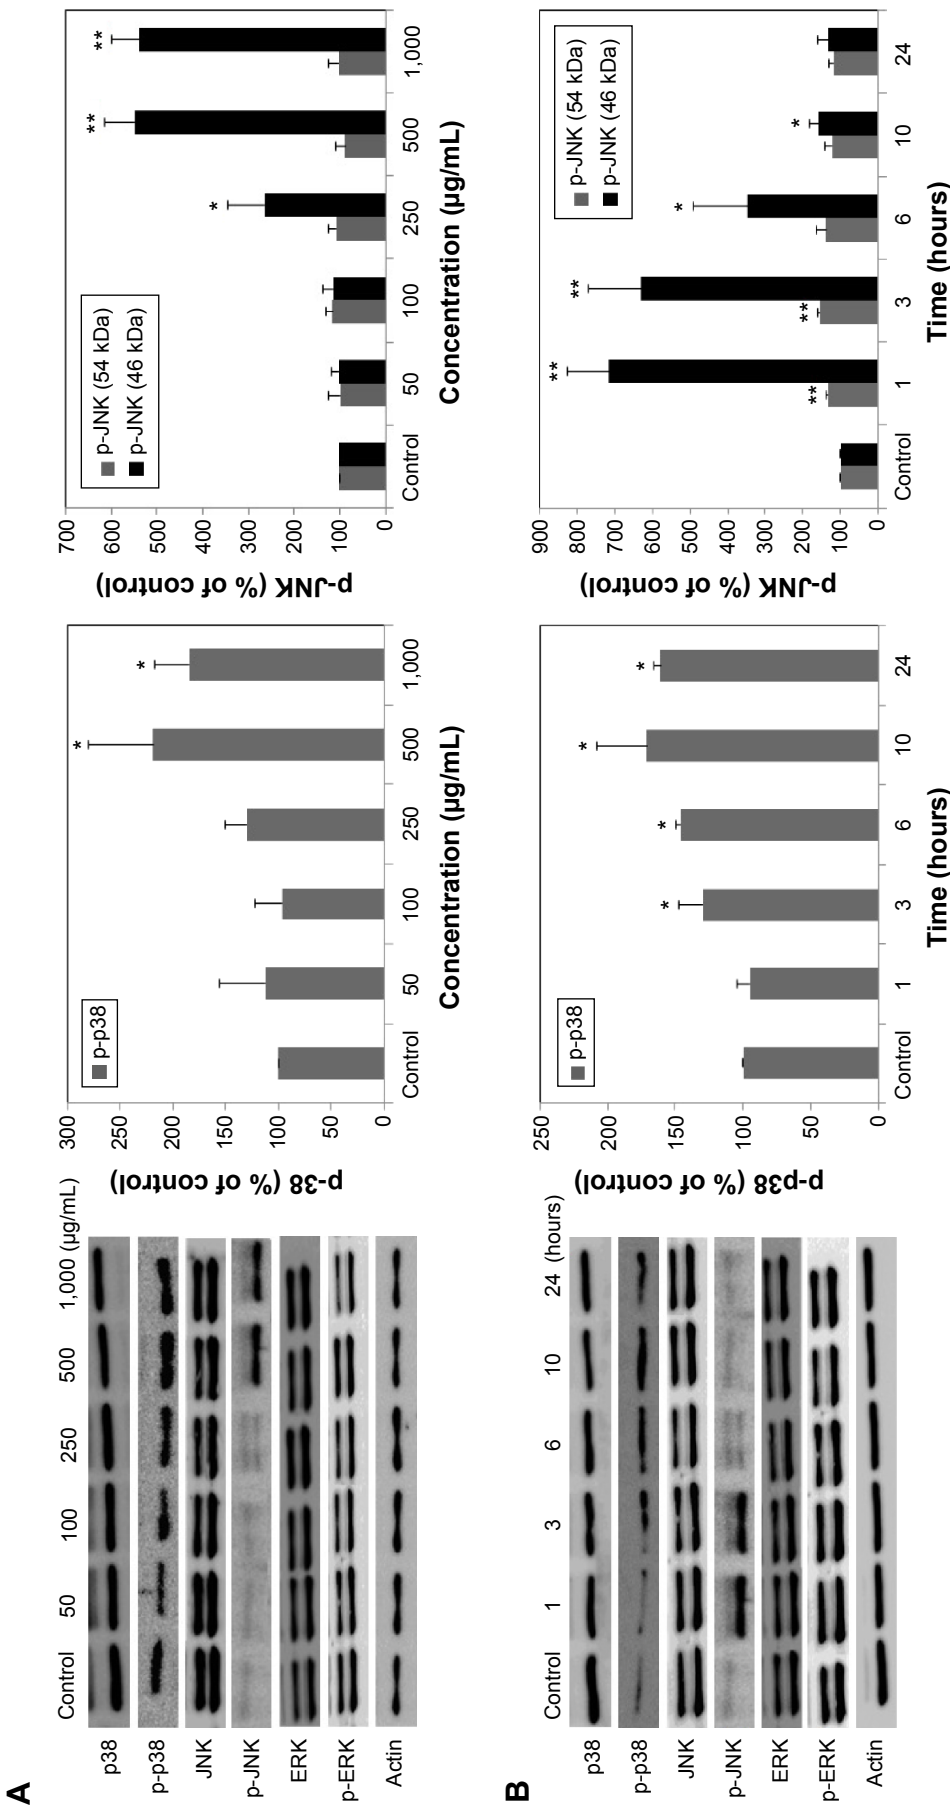 A
Control 50 100 250 500 1,000 (µg/mL)
p38
p-p38
JNK
p-JNK
ERK
p-ERK
Actin
p-38 (% of control)
300
250
200
150
100
50
0
p-p38
* *
Control 50 100 250 500 1,000
Concentration (µg/mL)
p-JNK (% of control)
700
600
500
400
300
200
100
0
p-JNK (54 kDa)
p-JNK (46 kDa)
* ** **
Control 50 100 250 500 1,000
Concentration (µg/mL)
B
Control 1 3 6 10 24 (hours)
p38
p-p38
JNK
p-JNK
ERK
p-ERK
Actin
p-p38 (% of control)
250
200
150
100
50
0
p-p38
* * * *
Control 1 3 6 10 24
Time (hours)
p-JNK (% of control)
900
800
700
600
500
400
300
200
100
0
p-JNK (54 kDa)
p-JNK (46 kDa)
** ** ** ** * *
Control 1 3 6 10 24
Time (hours)